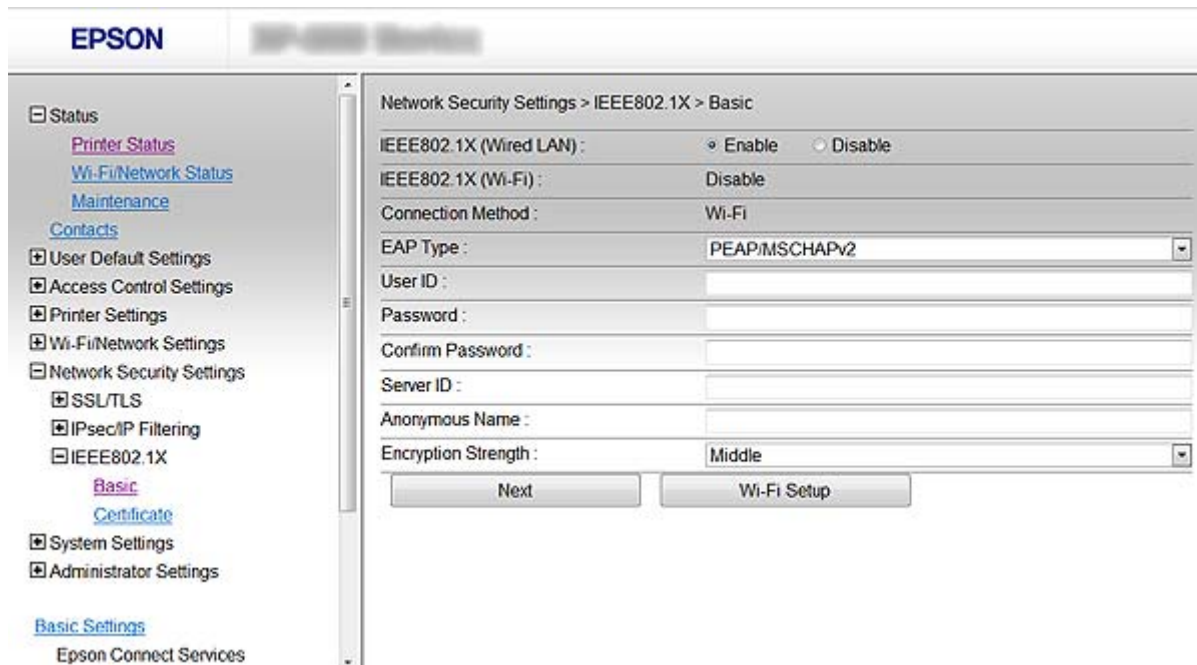 EPSON
Status
Printer Status
Wi-Fi/Network Status
Maintenance
Contacts
User Default Settings
Access Control Settings
Printer Settings
Wi-Fi/Network Settings
Network Security Settings
SSL/TLS
IPsec/IP Filtering
IEEE802.1X
Basic
Certificate
System Settings
Administrator Settings
Basic Settings
Epson Connect Services
Network Security Settings > IEEE802.1X > Basic
IEEE802.1X (Wired LAN) : Enable Disable
IEEE802.1X (Wi-Fi) : Disable
Connection Method : Wi-Fi
EAP Type : PEAP/MSCHAPv2
User ID :
Password :
Confirm Password :
Server ID :
Anonymous Name :
Encryption Strength : Middle
Next Wi-Fi Setup